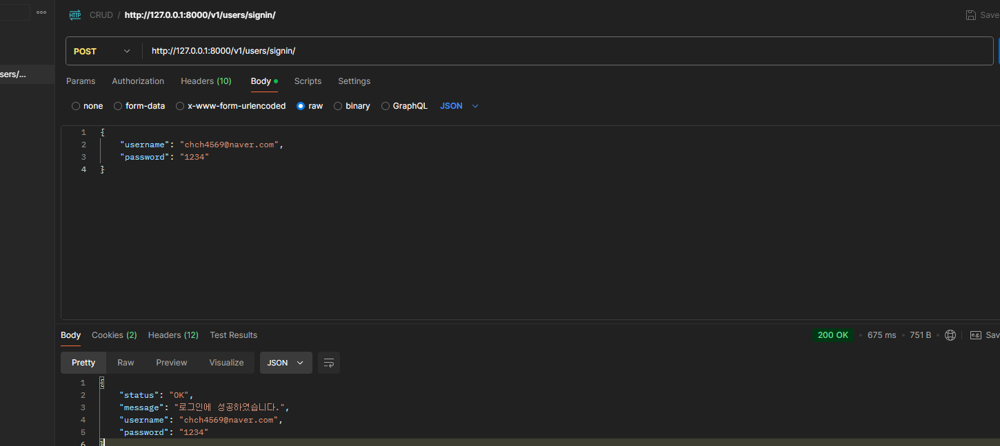 HTTP CRUD / http://127.0.0.1:8000/v1/users/signin/ Save
POST http://127.0.0.1:8000/v1/users/signin/
sers/...
Params Authorization Headers (10) Body Scripts Settings
none form-data x-www-form-urlencoded raw binary GraphQL JSON
1 {
2 "username": "chch4569@naver.com",
3 "password": "1234"
4 }
Body Cookies (2) Headers (12) Test Results 200 OK 675 ms 751 B e.g. Sav
Pretty Raw Preview Visualize JSON
1 {
2 "status": "OK",
3 "message": "로그인에 성공하였습니다.",
4 "username": "chch4569@naver.com",
5 "password": "1234"
6 }